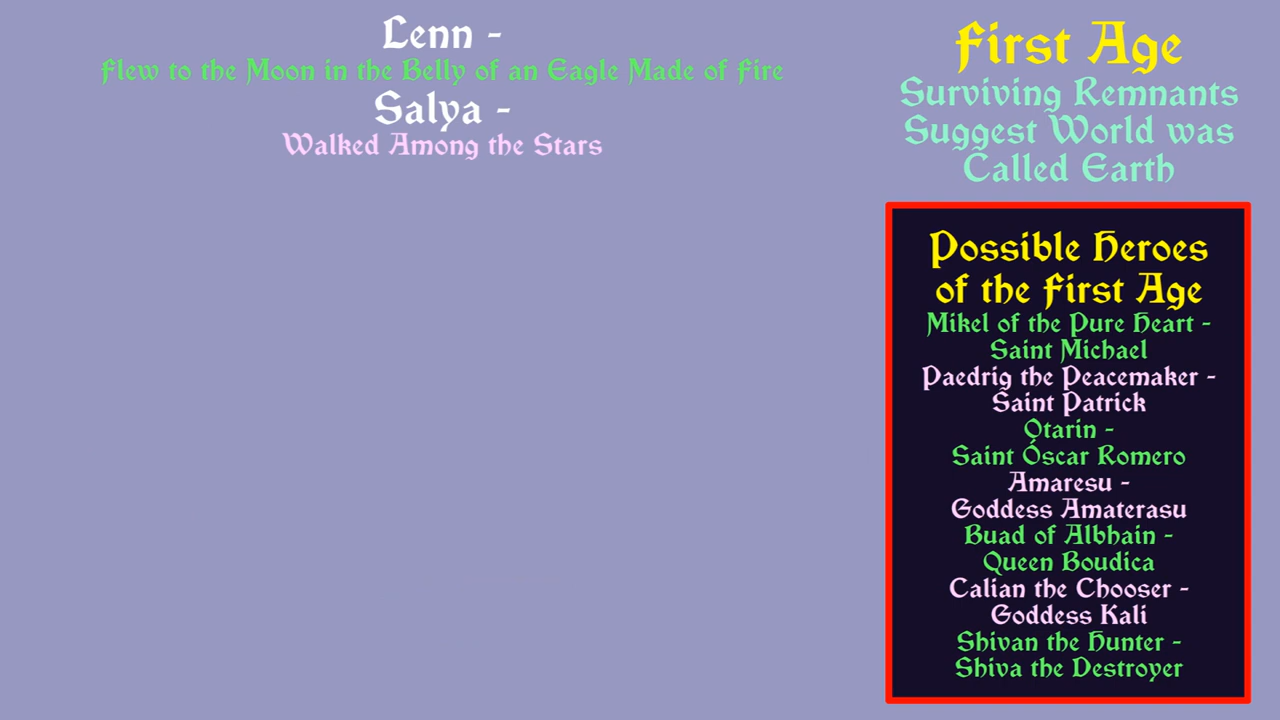 Lenn -
Flew to the Moon in the Belly of an Eagle Made of Fire
Salya -
Walked Among the Stars
First Age
Surviving Remnants
Suggest World was
Called Earth
Possible Heroes
of the First Age
Mikel of the Pure Heart -
Saint Michael
Paedrig the Peacemaker -
Saint Patrick
Otarin -
Saint Óscar Romero
Amaresu -
Goddess Amaterasu
Buad of Albhain -
Queen Boudica
Calian the Chooser -
Goddess Kali
Shivan the Hunter -
Shiva the Destroyer